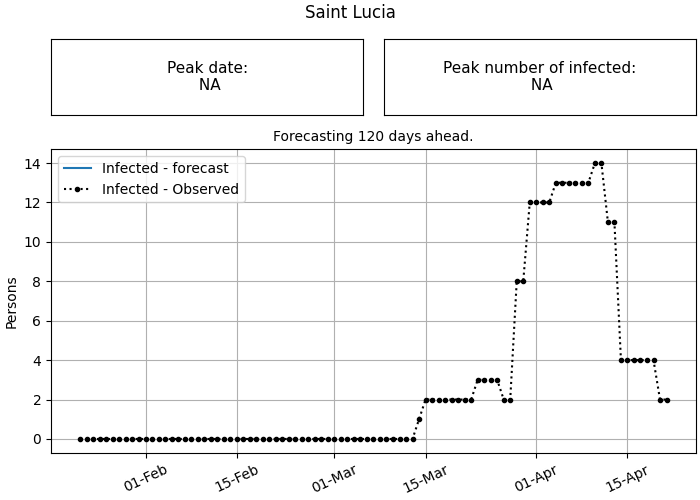 Saint Lucia
Peak date:
NA
Peak number of infected:
NA
Forecasting 120 days ahead.
Infected - forecast
Infected - Observed
14
12
10
8
6
4
2
0
Persons
01-Feb
15-Feb
01-Mar
15-Mar
01-Apr
15-Apr